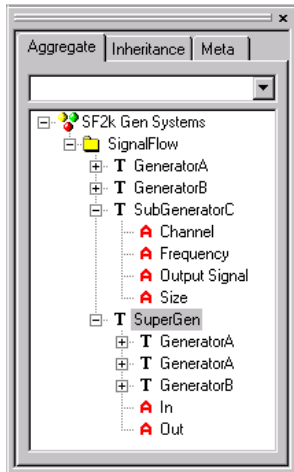 Aggregate Inheritance Meta
SF2k Gen Systems
SignalFlow
T GeneratorA
T GeneratorB
T SubGeneratorC
A Channel
A Frequency
A Output Signal
A Size
T SuperGen
T GeneratorA
T GeneratorA
T GeneratorB
A In
A Out